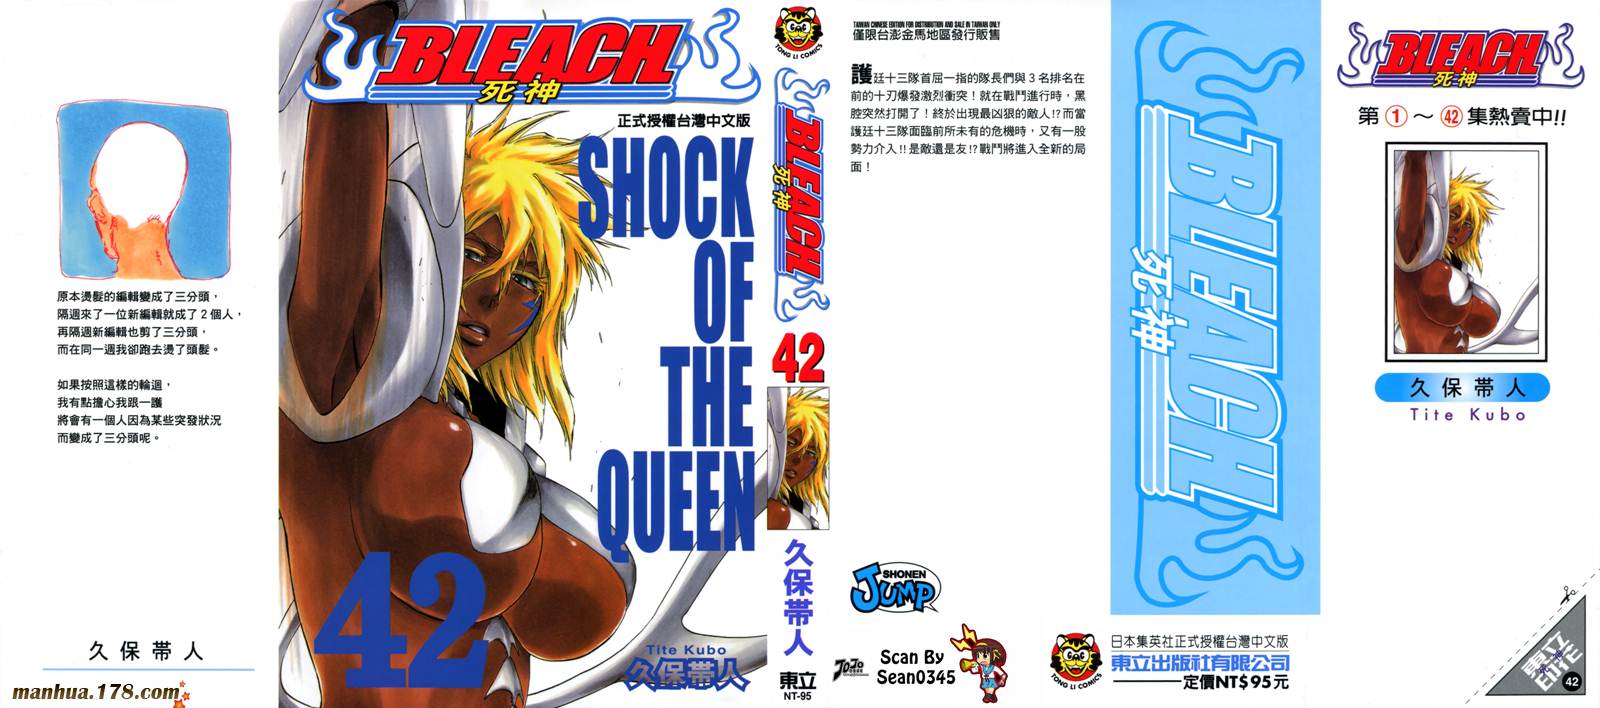 原本燙髮的編輯變成了三分頭，
隔週來了一位新編輯就成了2個人，
再隔週新編輯也剪了三分頭，
而在同一週我卻跑去燙了頭髮。
如果按照這樣的輪迴，
我有點擔心我跟一護
將會有一個人因為某些突發狀況
而變成了三分頭呢。
久保帯人
manhua.178.com
BLEACH
死神
正式授權台灣中文版
SHOCK
OF
THE
QUEEN
42
Tite Kubo
久保帯人
TONG LI COMICS
BLEACH
死神
42
久保帯人
東立
NT-95
TAIWAN CHINESE EDITION FOR DISTRIBUTION AND SALE IN TAIWAN ONLY
僅限台澎金馬地區發行販售
護廷十三隊首屈一指的隊長們與3名排名在
前的十刃爆發激烈衝突！就在戰鬥進行時，黑
腔突然打開了！終於出現最凶狠的敵人!?而當
護廷十三隊面臨前所未有的危機時，又有一股
勢力介入!!是敵還是友!?戰鬥將進入全新的局
面！
SHONEN
JUMP
JOJO
Scan By
Sean0345
BLEACH
死神
TONG LI COMICS
日本集英社正式授權台灣中文版
東立出版社有限公司
定價NT$95元
BLEACH
死神
第①～㊷集熱賣中!!
久保帯人
Tite Kubo
東立
印花
42